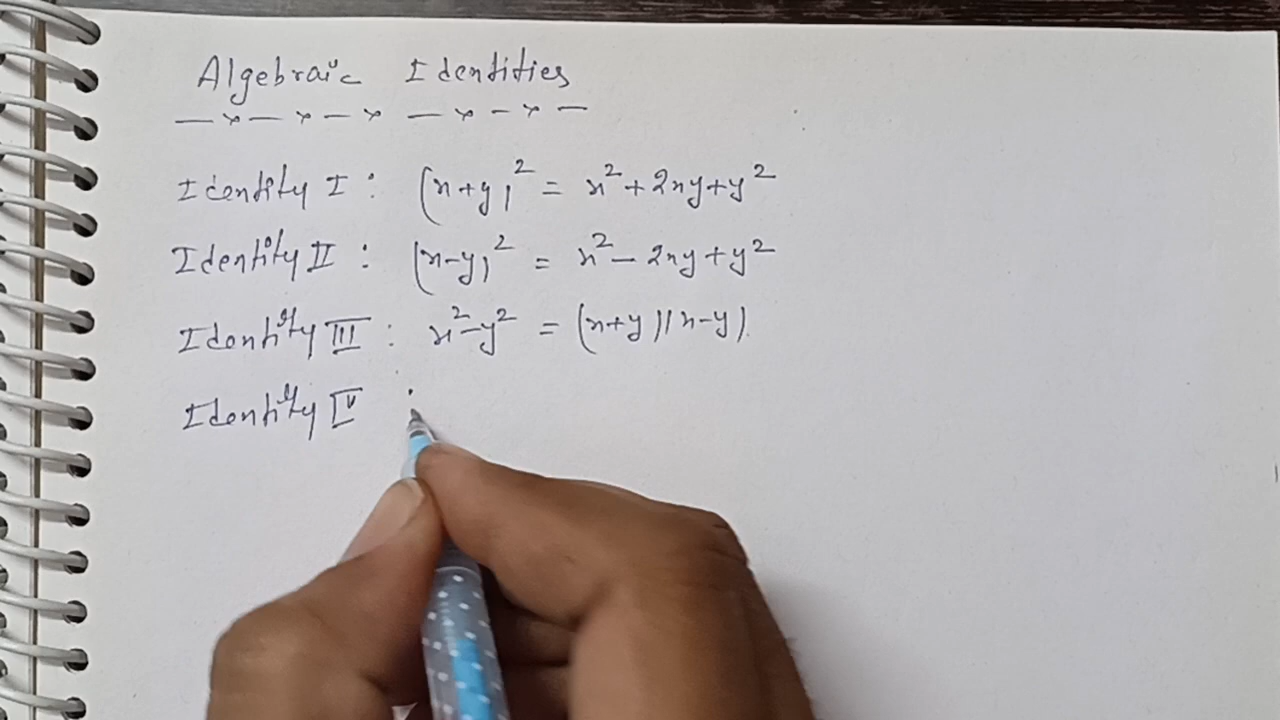 Algebraic Identities
Identity I : (x+y)² = x²+2xy+y²
Identity II : (x-y)² = x²-2xy+y²
Identity III : x²-y² = (x+y)(x-y).
Identity IV :